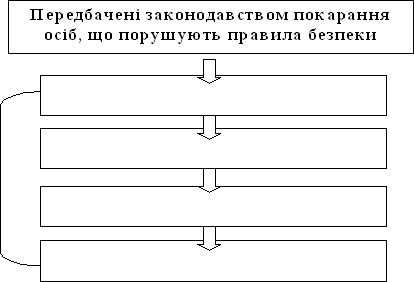 Передбачені законодавством покарання
осіб, що порушують правила безпеки